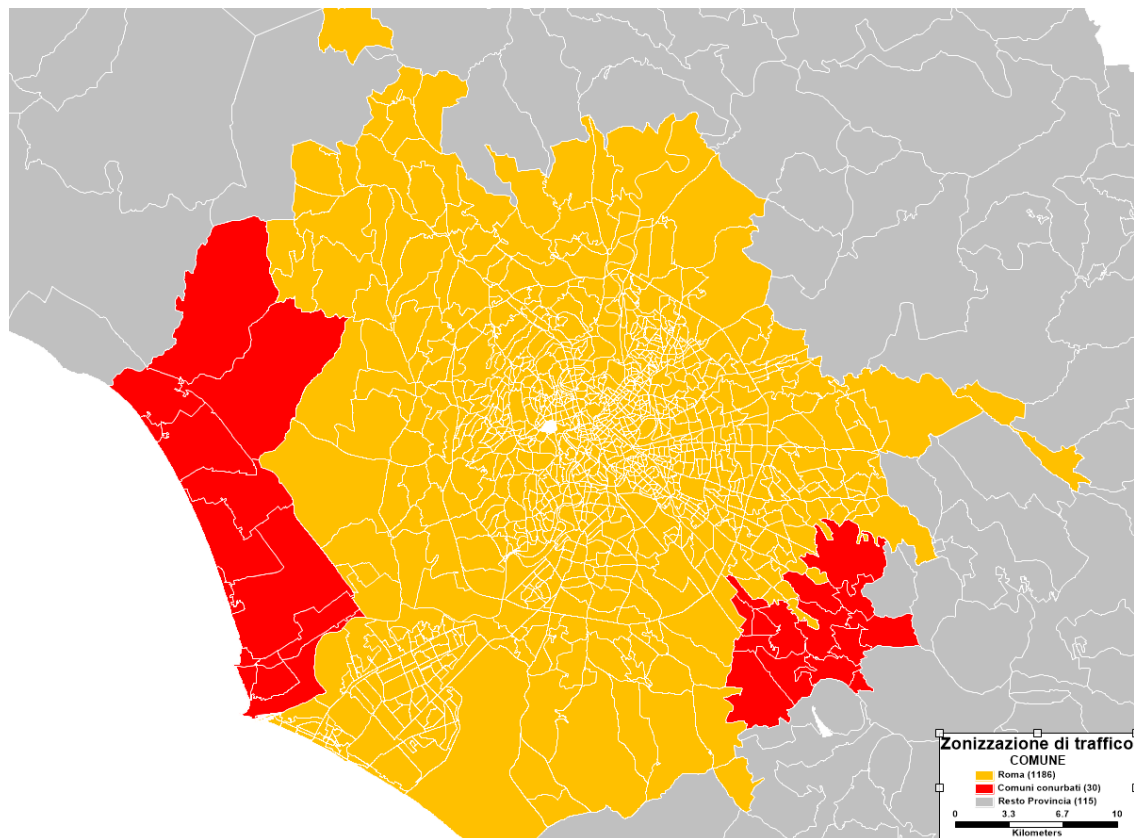 Zonizzazione di traffico
COMUNE
Roma (1186)
Comuni conurbati (30)
Resto Provincia (115)
0 3.3 6.7 10
Kilometers